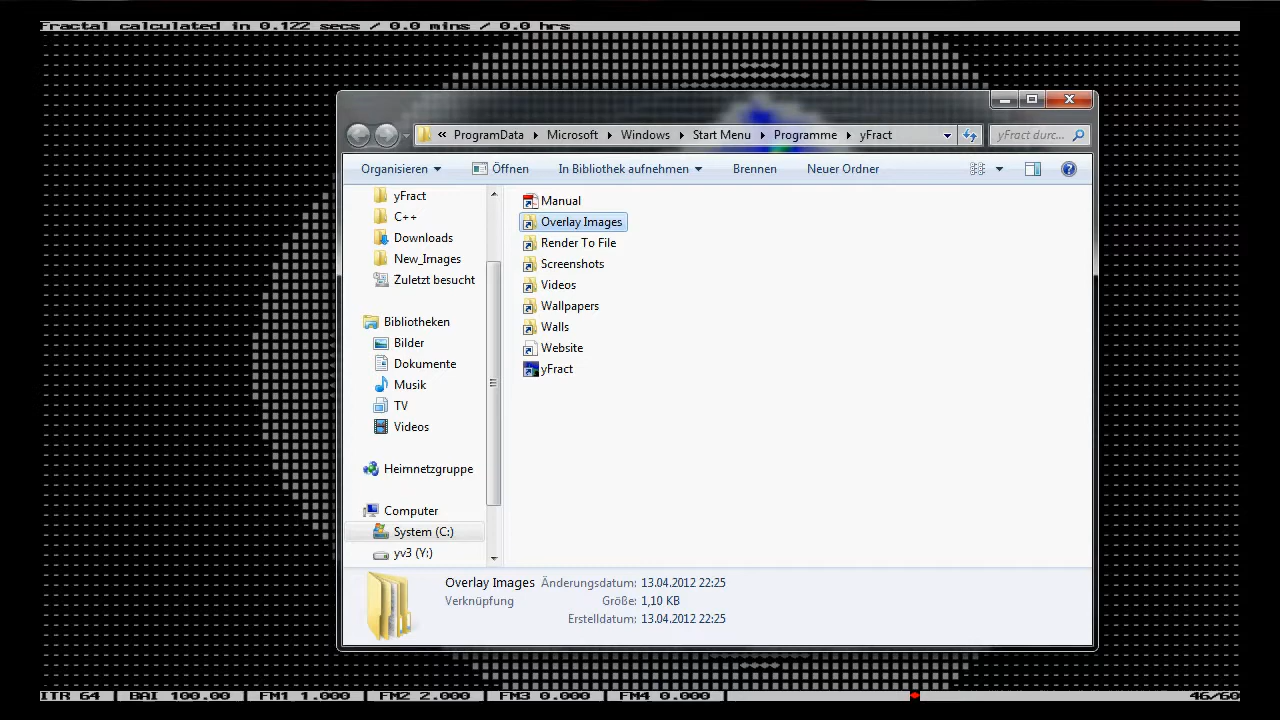 Fractal calculated in 0.122 secs / 0.0 mins / 0.0 hrs
« ProgramData Microsoft Windows Start Menu Programme yFract
yFract durc...
Organisieren Öffnen In Bibliothek aufnehmen Brennen Neuer Ordner
yFract
C++
Downloads
New_Images
Zuletzt besucht
Bibliotheken
Bilder
Dokumente
Musik
TV
Videos
Heimnetzgruppe
Computer
System (C:)
yv3 (Y:)
Manual
Overlay Images
Render To File
Screenshots
Videos
Wallpapers
Walls
Website
yFract
Overlay Images Änderungsdatum: 13.04.2012 22:25
Verknüpfung Größe: 1,10 KB
Erstelldatum: 13.04.2012 22:25
ITR 64 | BAI 100.00 | FM1 1.000 | FM2 2.000 | FM3 0.000 | FM4 0.000 | 46/60